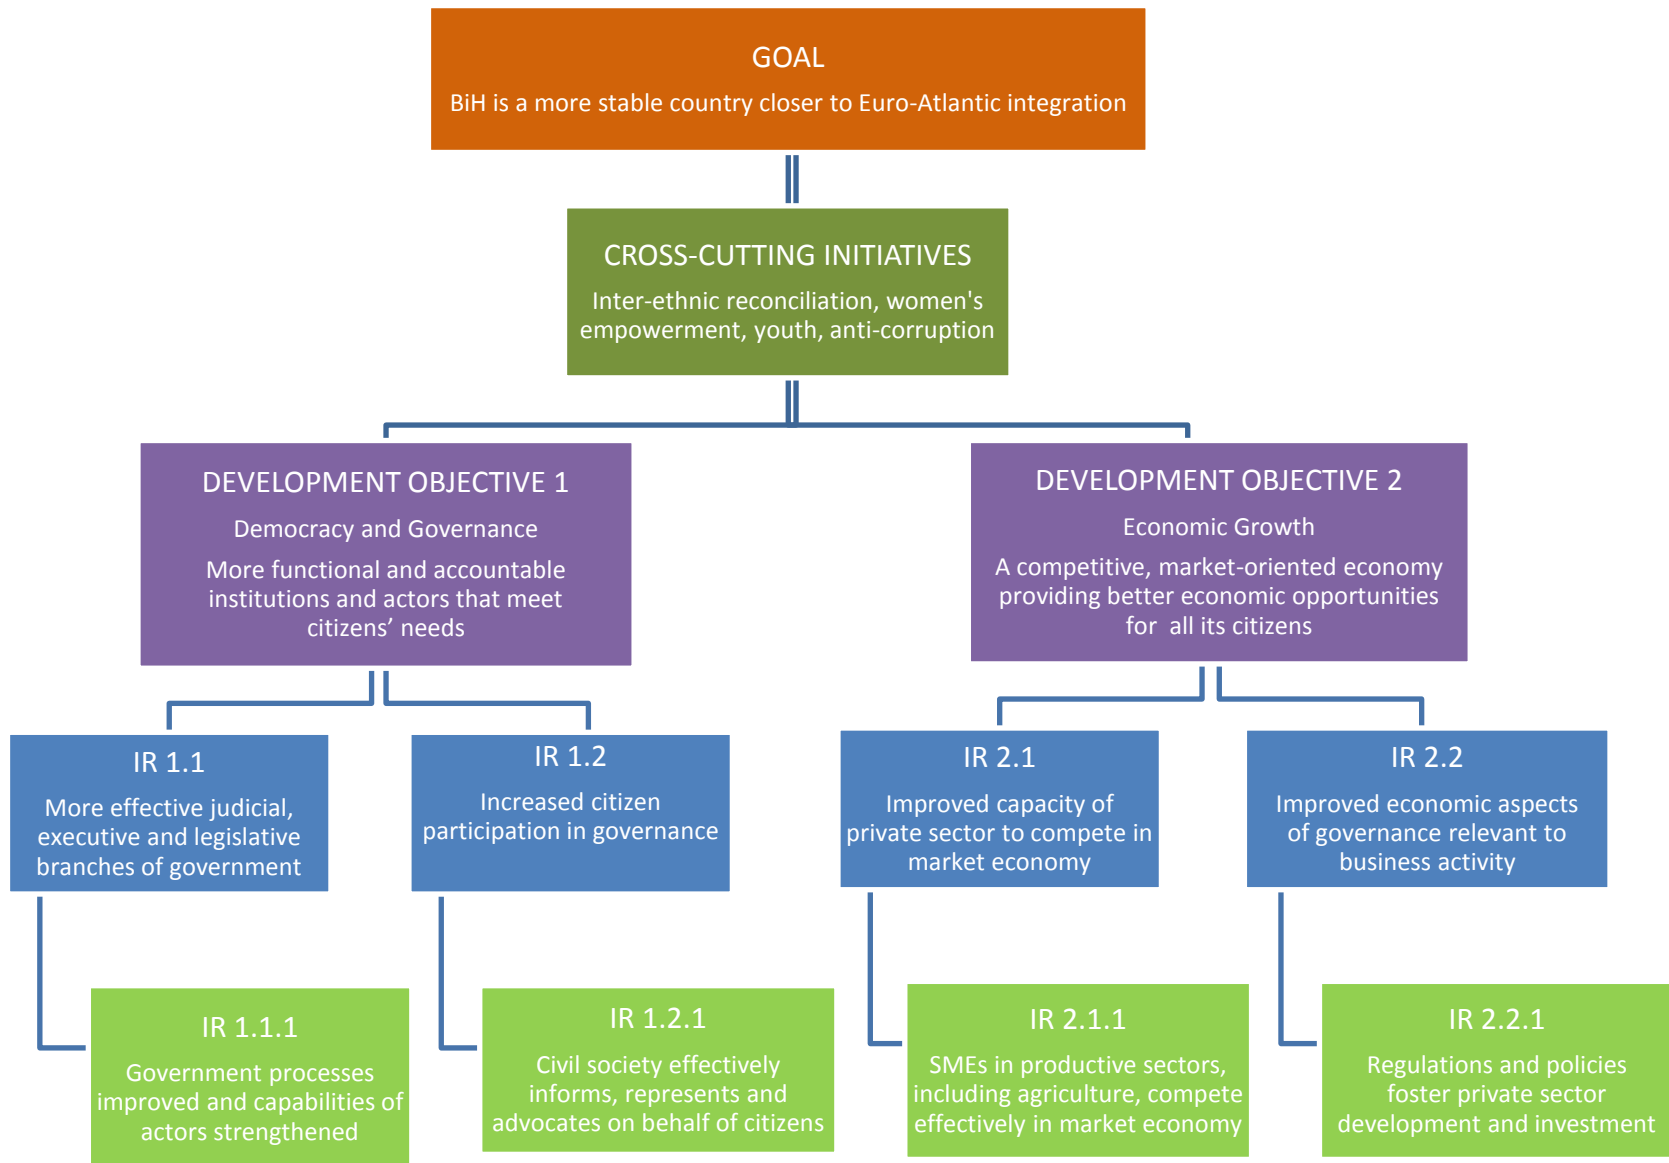 GOAL
BiH is a more stable country closer to Euro-Atlantic integration
CROSS-CUTTING INITIATIVES
Inter-ethnic reconciliation, women's
empowerment, youth, anti-corruption
DEVELOPMENT OBJECTIVE 1
Democracy and Governance
More functional and accountable
institutions and actors that meet
citizens’ needs
DEVELOPMENT OBJECTIVE 2
Economic Growth
A competitive, market-oriented economy
providing better economic opportunities
for all its citizens
IR 1.1
More effective judicial,
executive and legislative
branches of government
IR 1.2
Increased citizen
participation in governance
IR 2.1
Improved capacity of
private sector to compete in
market economy
IR 2.2
Improved economic aspects
of governance relevant to
business activity
IR 1.1.1
Government processes
improved and capabilities of
actors strengthened
IR 1.2.1
Civil society effectively
informs, represents and
advocates on behalf of citizens
IR 2.1.1
SMEs in productive sectors,
including agriculture, compete
effectively in market economy
IR 2.2.1
Regulations and policies
foster private sector
development and investment